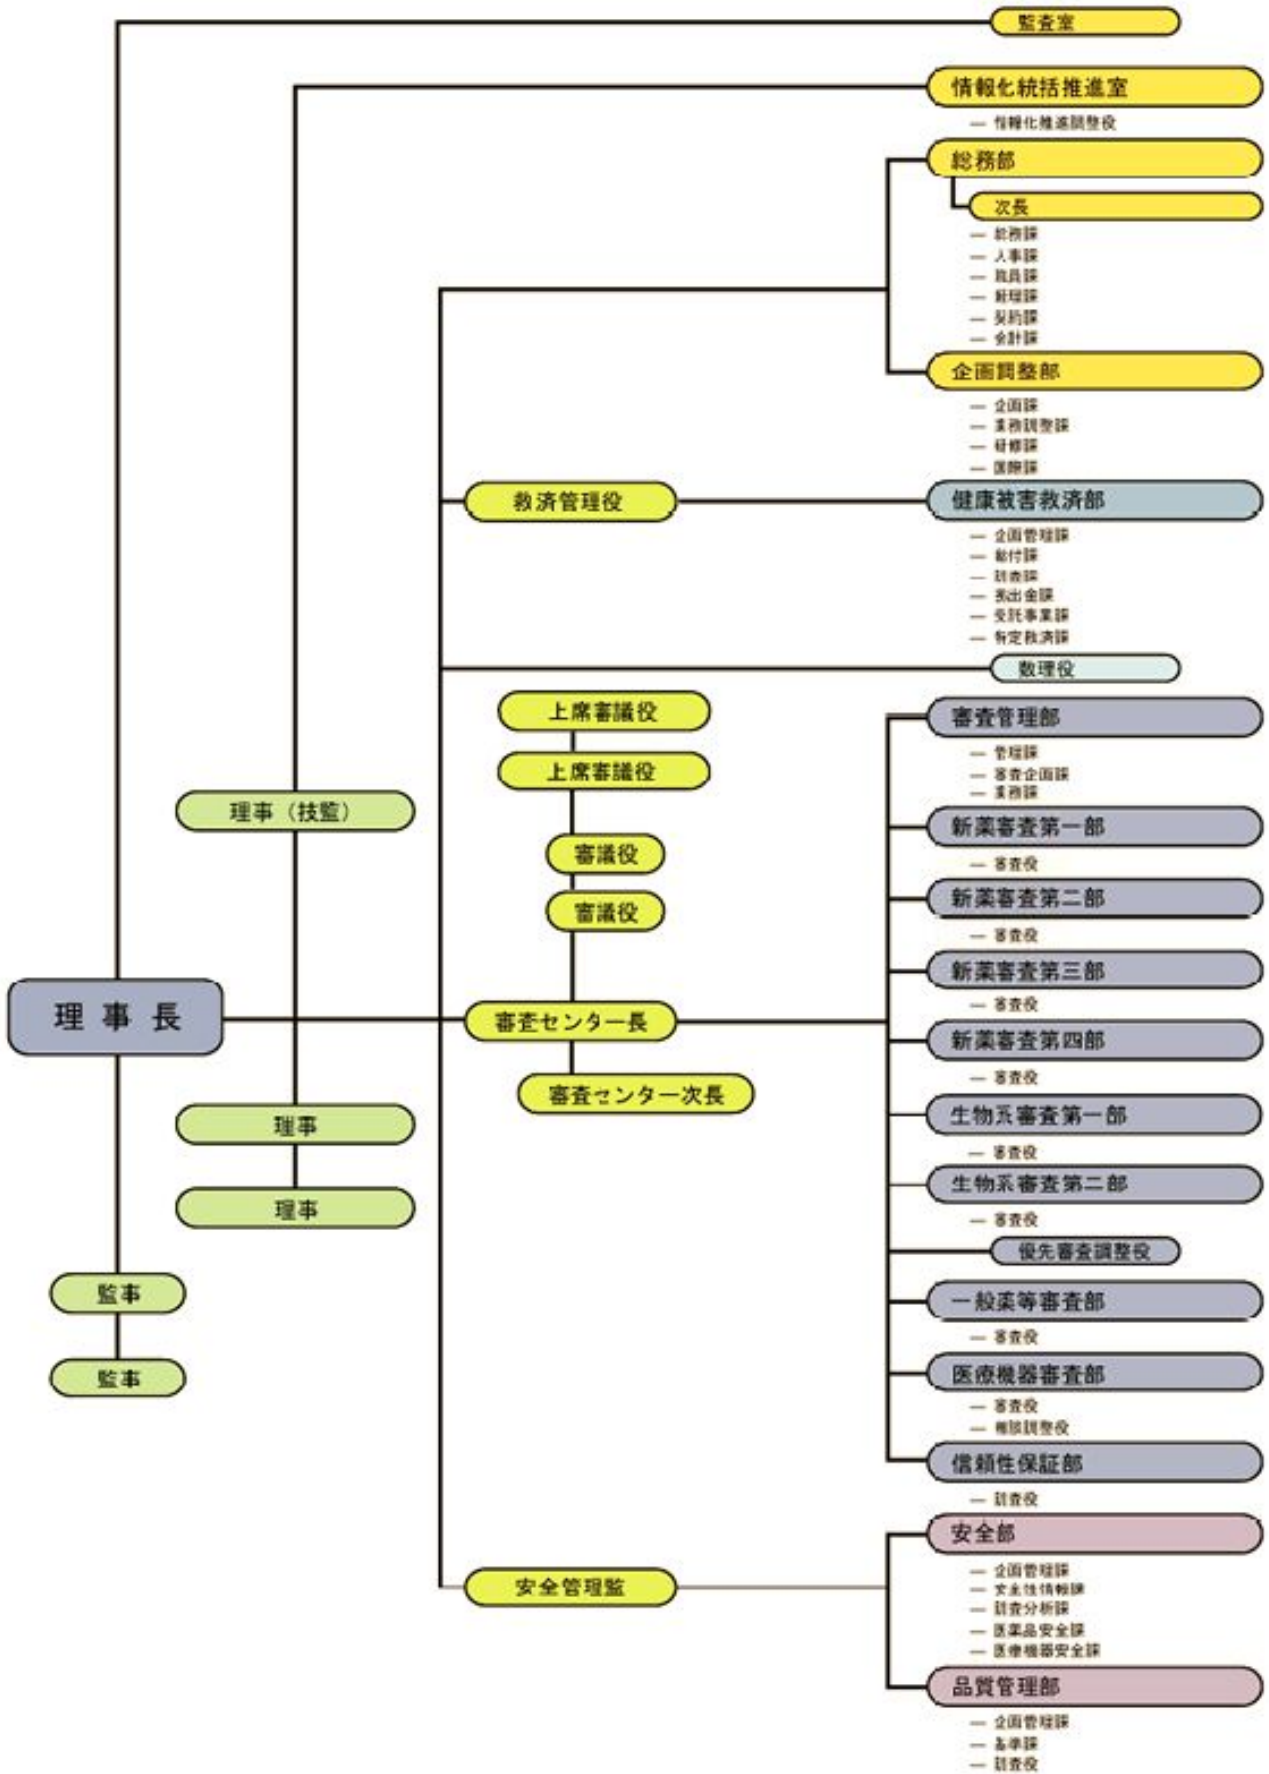 監査室
情報化統括推進室
― 情報化推進調整役
総務部
次長
― 総務課
― 人事課
― 職員課
― 経理課
― 契約課
― 会計課
企画調整部
― 企画課
― 業務調整課
― 研修課
― 国際課
救済管理役
健康被害救済部
― 企画管理課
― 給付課
― 調査課
― 拠出金課
― 受託事業課
― 特定救済課
数理役
上席審議役
上席審議役
審議役
審議役
審査センター長
審査センター次長
理事（技監）
理事長
理事
理事
監事
監事
審査管理部
― 管理課
― 審査企画課
― 業務課
新薬審査第一部
― 審査役
新薬審査第二部
― 審査役
新薬審査第三部
― 審査役
新薬審査第四部
― 審査役
生物系審査第一部
― 審査役
生物系審査第二部
― 審査役
優先審査調整役
一般薬等審査部
― 審査役
医療機器審査部
― 審査役
― 相談調整役
信頼性保証部
― 調査役
安全管理監
安全部
― 企画管理課
― 安全性情報課
― 調査分析課
― 医薬品安全課
― 医療機器安全課
品質管理部
― 企画管理課
― 基準課
― 調査役